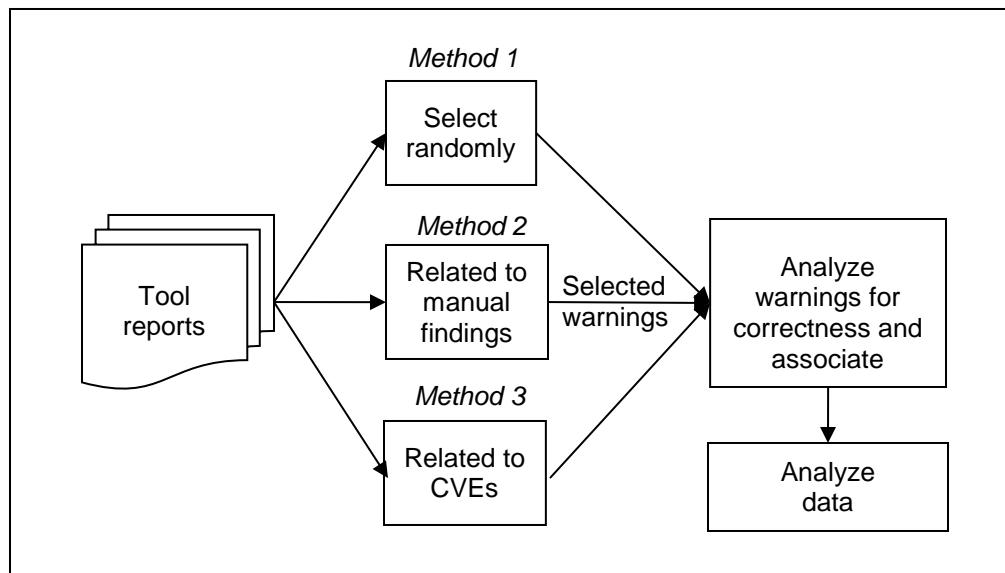 Method 1
Select
randomly
Method 2
Tool
reports
Related to
manual
findings
Selected
warnings
Analyze
warnings for
correctness and
associate
Method 3
Related to
CVEs
Analyze
data